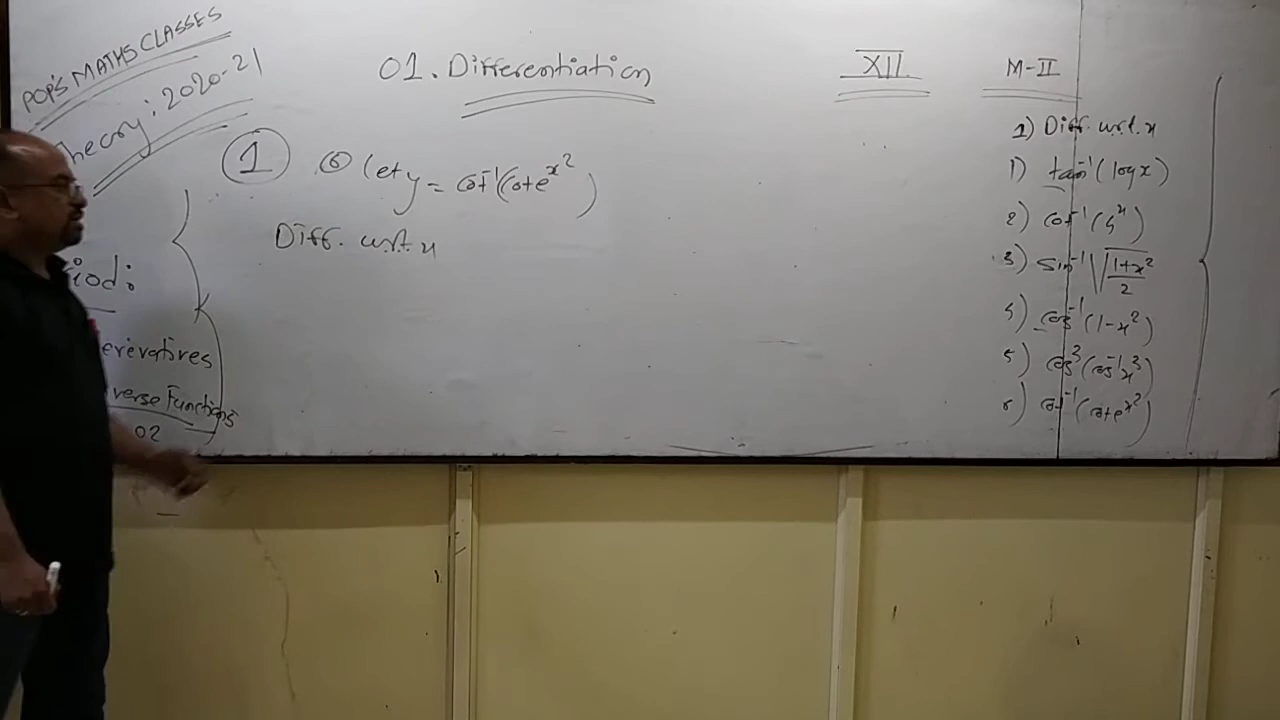 POP'S MATHS CLASSES
Theory: 2020-21
01. Differentiation
XII
M-II
1 ⑥ let y = cot⁻¹(cot e^x²)
Diff. w.r.t. x
iod:
erevatives
verse Functions
02
1) Diff. w.r.t. x
1) tan⁻¹(log x)
2) cot⁻¹(4^x)
3) sin⁻¹√(1+x²/2)
4) cos⁻¹(1-x²)
5) cos³(cos⁻¹x³)
6) cot⁻¹(cot e^x²)